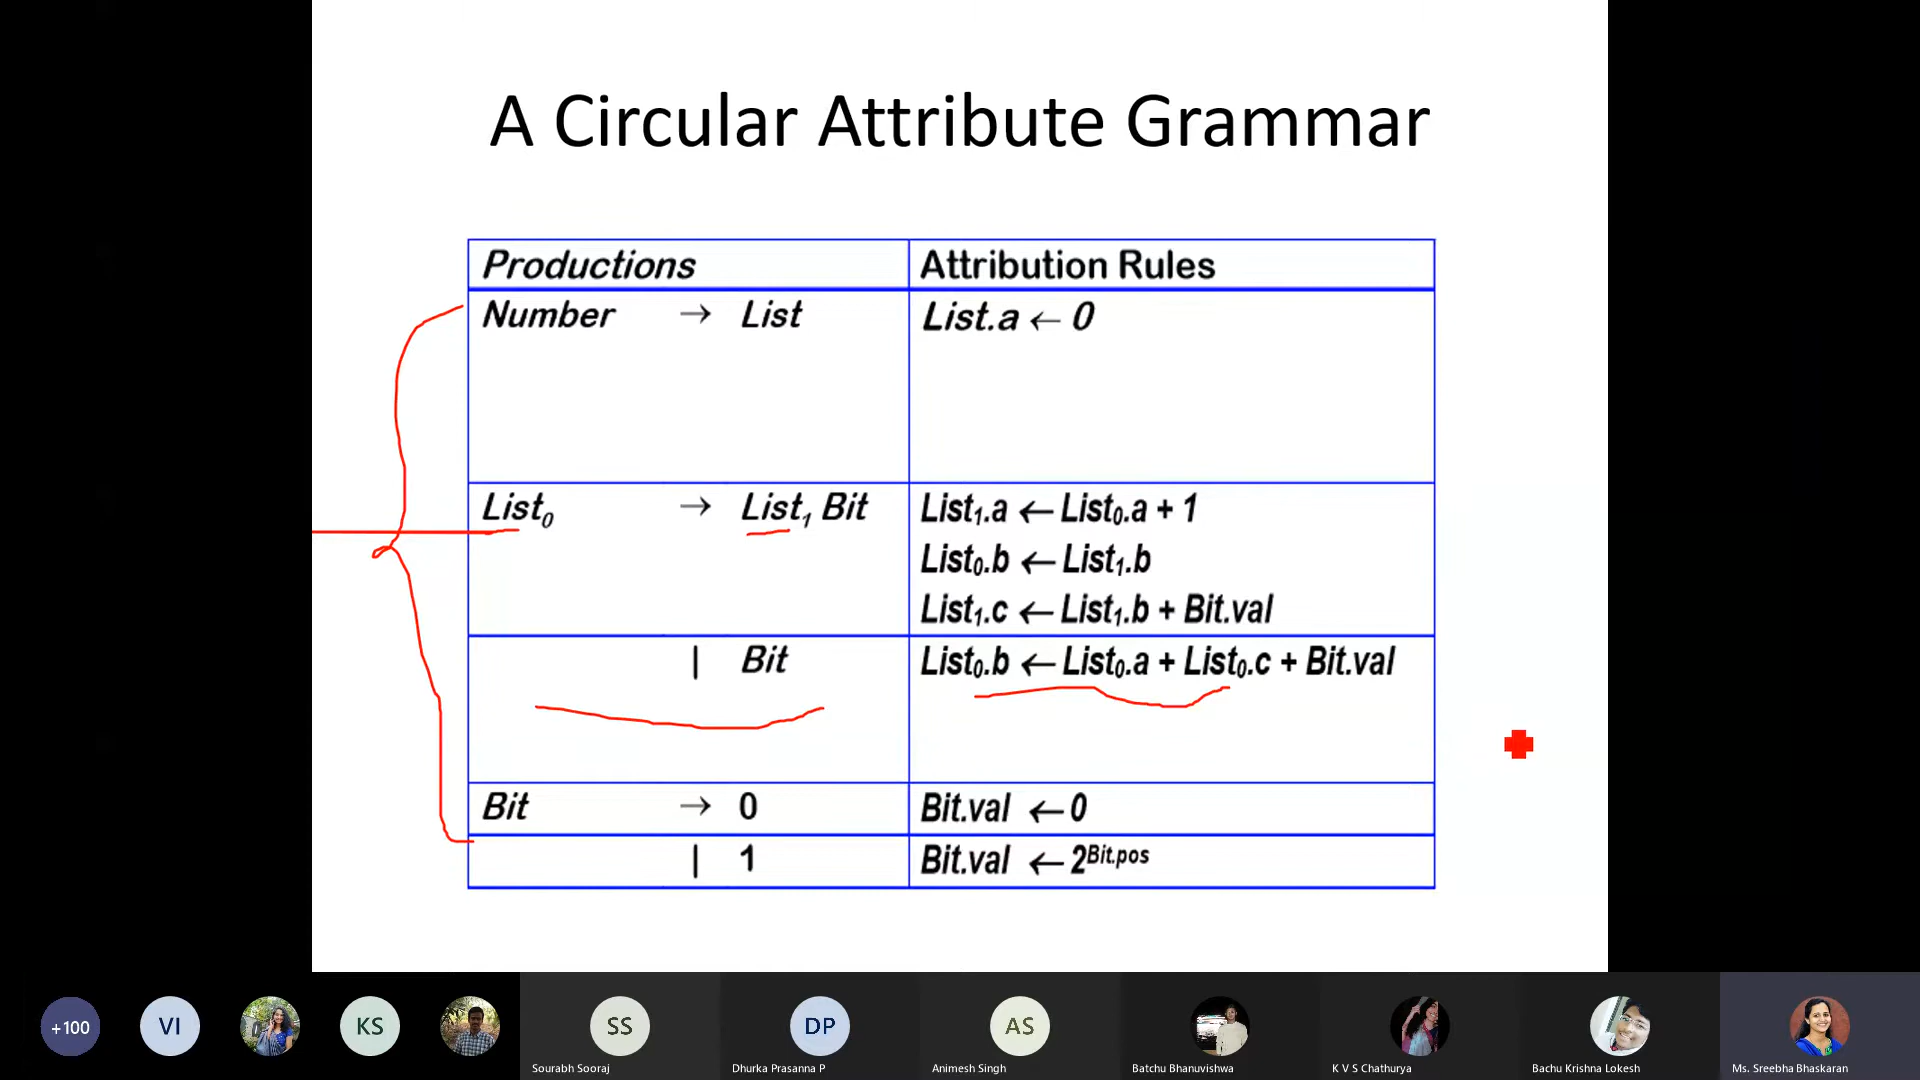 A Circular Attribute Grammar
Productions Attribution Rules
Number → List List.a ← 0
List₀ → List₁ Bit List₁.a ← List₀.a + 1
List₀.b ← List₁.b
List₁.c ← List₁.b + Bit.val
| Bit List₀.b ← List₀.a + List₀.c + Bit.val
Bit → 0 Bit.val ← 0
| 1 Bit.val ← 2^Bit.pos
+100 VI KS SS DP AS
Sourabh Sooraj Dhurka Prasanna P Animesh Singh Batchu Bhanuvishwa K V S Chathurya Bachu Krishna Lokesh Ms. Sreebha Bhaskaran